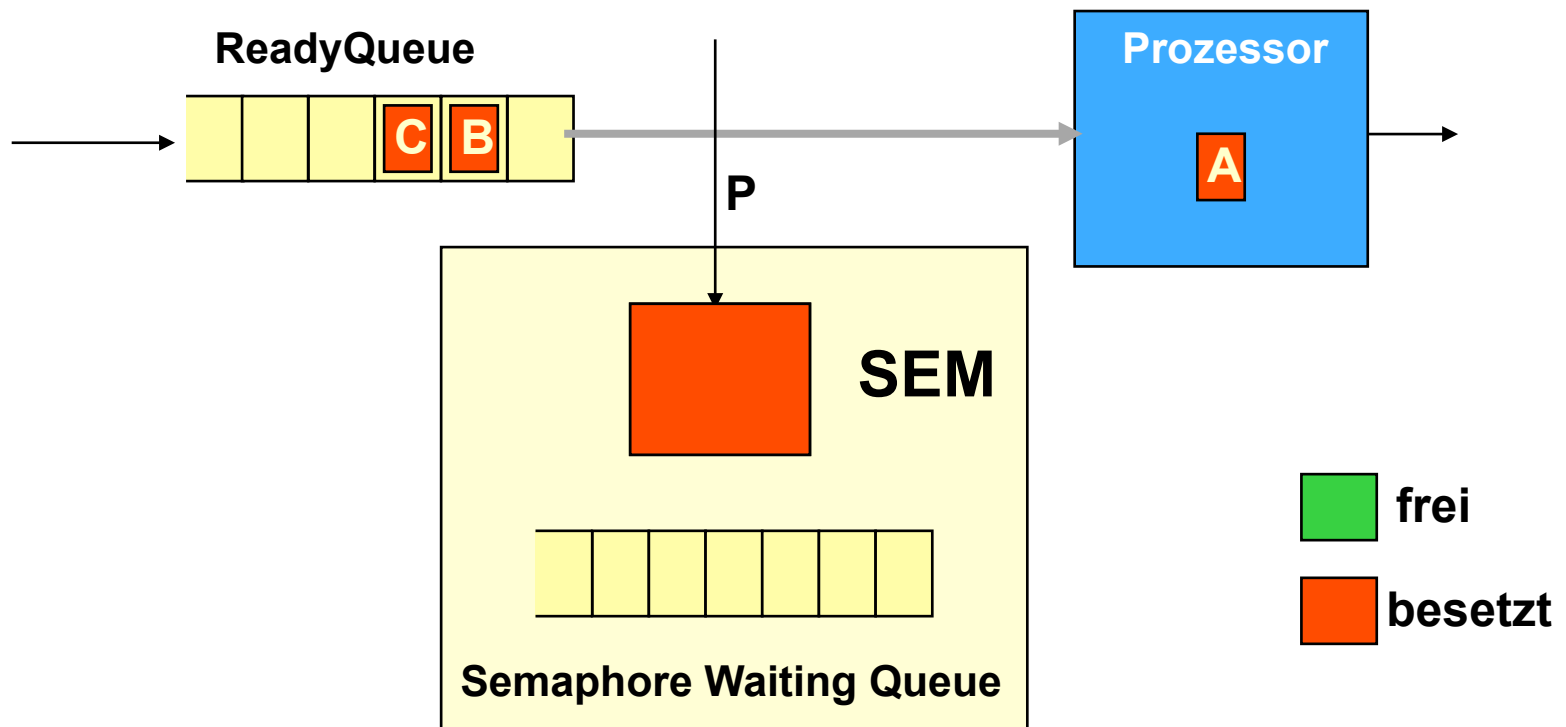 ReadyQueue
Prozessor
C B
A
P
SEM
frei
besetzt
Semaphore Waiting Queue